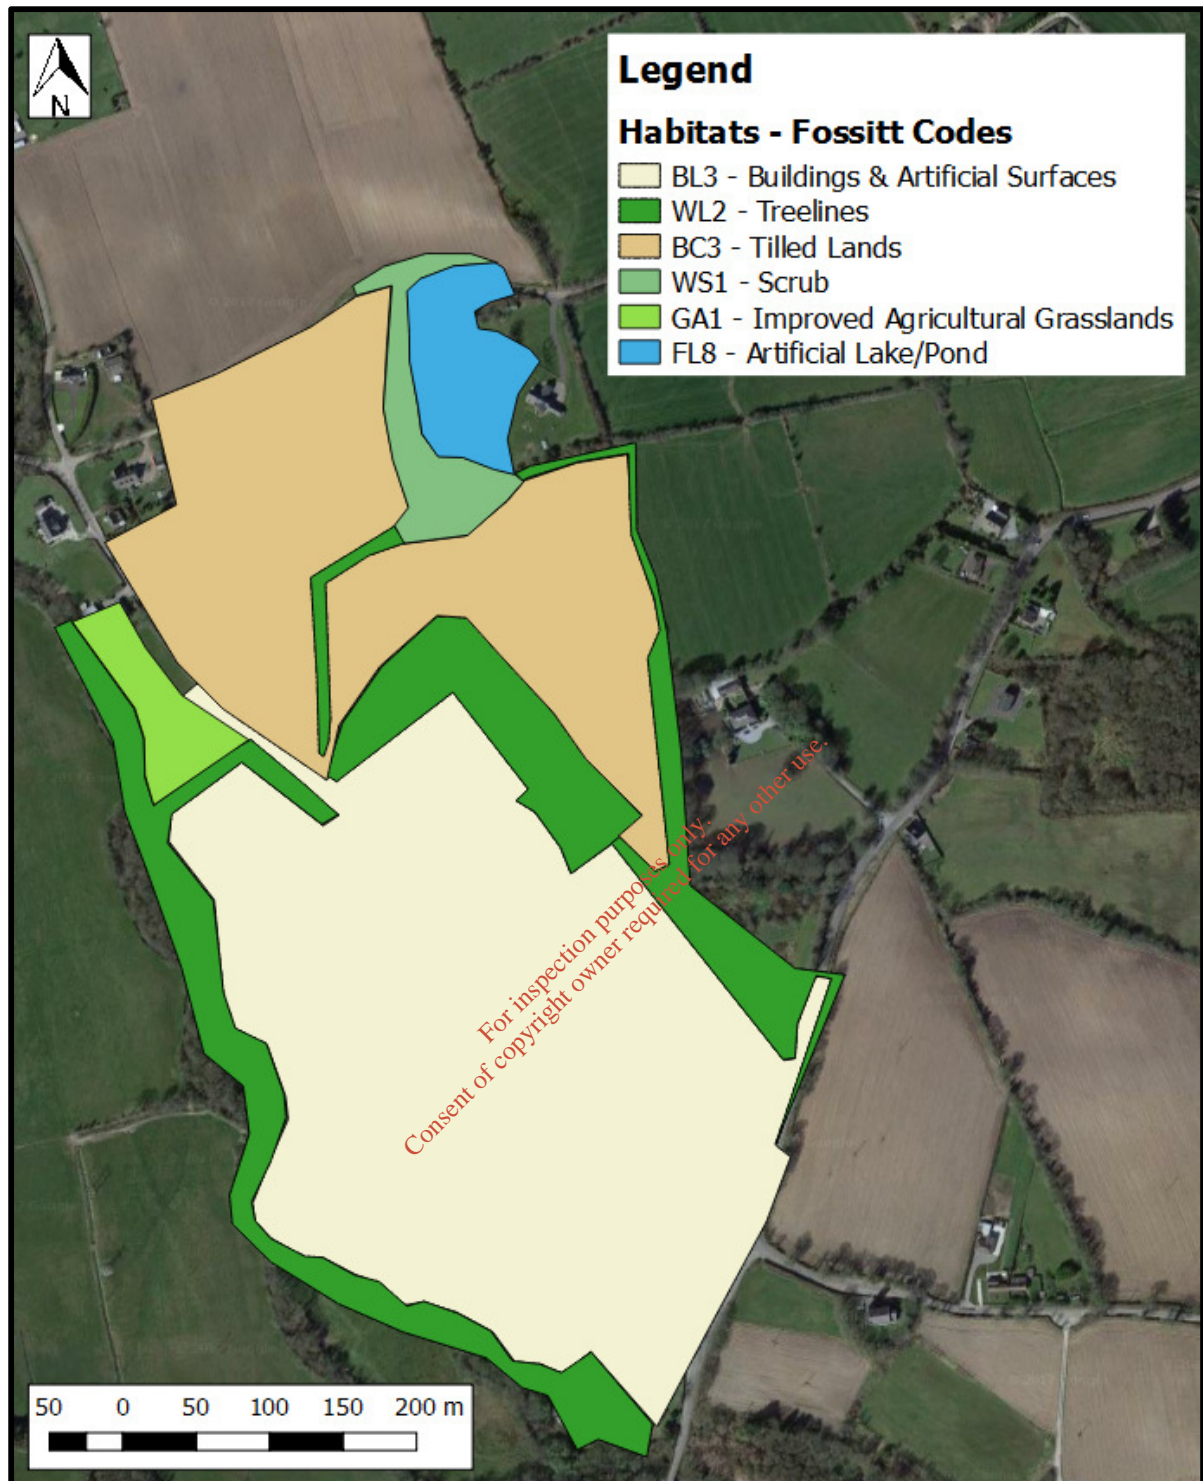 N
Legend
Habitats - Fossitt Codes
BL3 - Buildings & Artificial Surfaces
WL2 - Treelines
BC3 - Tilled Lands
WS1 - Scrub
GA1 - Improved Agricultural Grasslands
FL8 - Artificial Lake/Pond
For inspection purposes only.
Consent of copyright owner required for any other use.
50 0 50 100 150 200 m